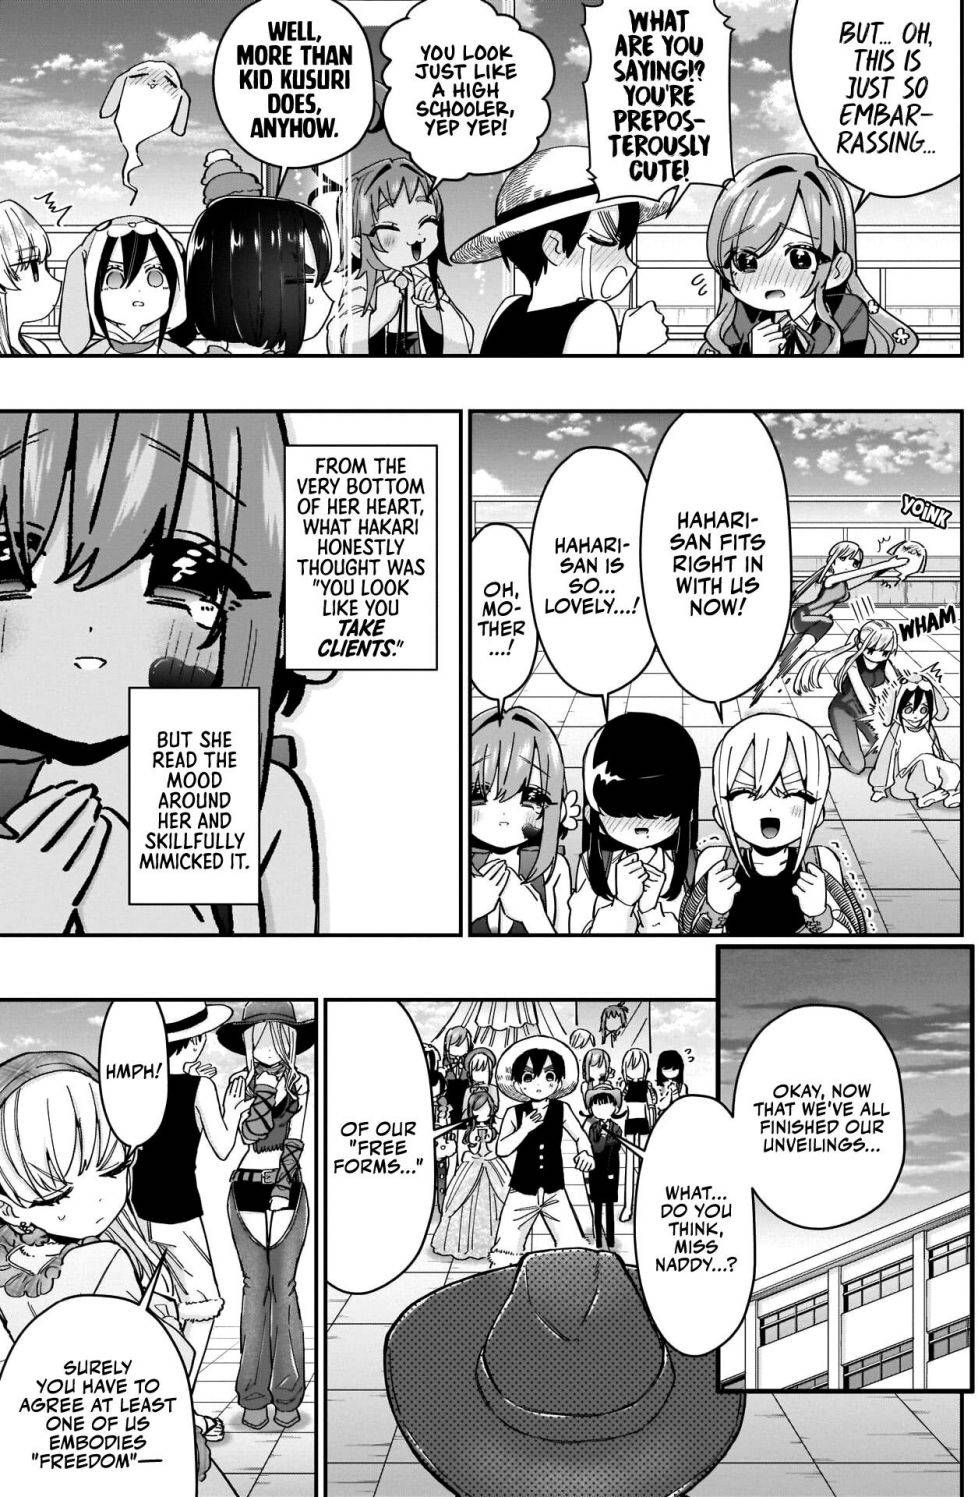 BUT... OH,
THIS IS
JUST SO
EMBAR-
RASSING...
WHAT
ARE YOU
SAYING!?
YOU'RE
PREPOS-
TEROUSLY
CUTE!
YOU LOOK
JUST LIKE
A HIGH
SCHOOLER,
YEP YEP!
WELL,
MORE THAN
KID KUSURI
DOES,
ANYHOW.
YOINK
WHAM
HAHARI-
SAN FITS
RIGHT IN
WITH US
NOW!
HAHARI-
SAN IS
SO...
LOVELY...!
OH,
MO-
THER
...!
FROM THE
VERY BOTTOM
OF HER HEART,
WHAT HAKARI
HONESTLY
THOUGHT WAS
"YOU LOOK
LIKE YOU
TAKE
CLIENTS."
BUT SHE
READ THE
MOOD
AROUND
HER AND
SKILLFULLY
MIMICKED IT.
OKAY, NOW
THAT WE'VE ALL
FINISHED OUR
UNVEILINGS...
WHAT...
DO YOU
THINK,
MISS
NADDY...?
OF OUR
"FREE
FORMS..."
HMPH!
SURELY
YOU HAVE TO
AGREE AT LEAST
ONE OF US
EMBODIES
"FREEDOM"—